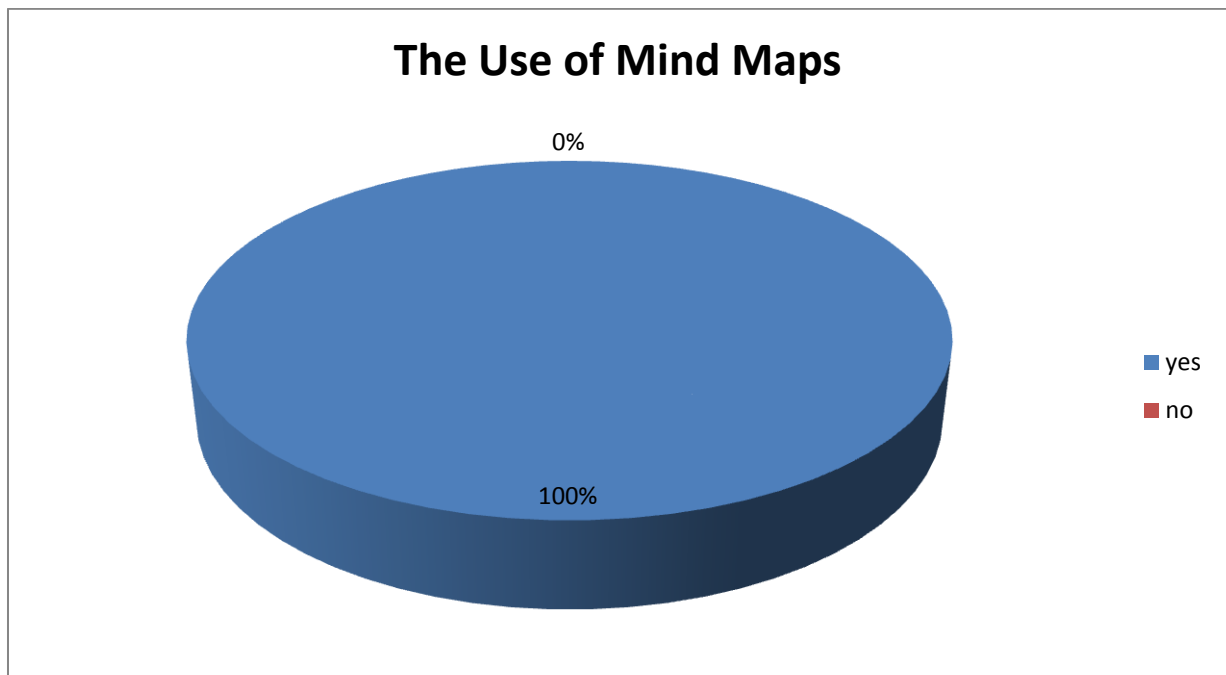 The Use of Mind Maps
0%
yes
no
100%